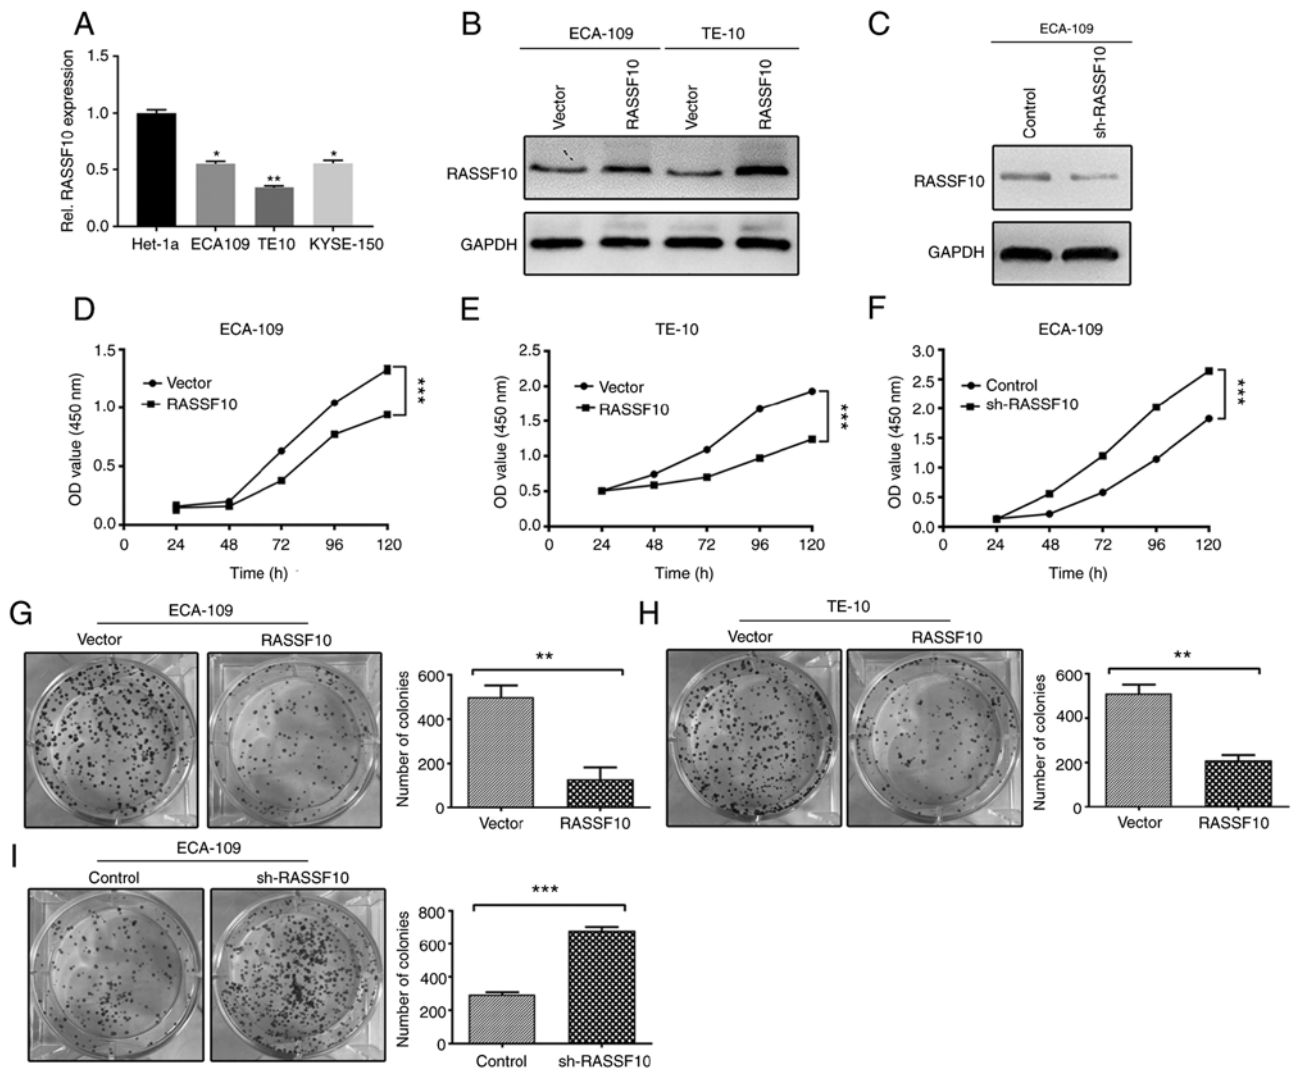 A
Rel. RASSF10 expression
1.5
1.0
0.5
0.0
*
**
*
Het-1a ECA109 TE10 KYSE-150
B
ECA-109 TE-10
Vector RASSF10 Vector RASSF10
RASSF10
GAPDH
C
ECA-109
Control sh-RASSF10
RASSF10
GAPDH
D
ECA-109
OD value (450 nm)
1.5
1.0
0.5
0.0
Vector
RASSF10
***
0 24 48 72 96 120
Time (h)
E
TE-10
OD value (450 nm)
2.5
2.0
1.5
1.0
0.5
0.0
Vector
RASSF10
***
0 24 48 72 96 120
Time (h)
F
ECA-109
OD value (450 nm)
3.0
2.5
2.0
1.5
1.0
0.5
0.0
Control
sh-RASSF10
***
0 24 48 72 96 120
Time (h)
G
ECA-109
Vector RASSF10
Number of colonies
600
400
200
0
**
Vector RASSF10
H
TE-10
Vector RASSF10
Number of colonies
600
400
200
0
**
Vector RASSF10
I
ECA-109
Control sh-RASSF10
Number of colonies
800
600
400
200
0
***
Control sh-RASSF10